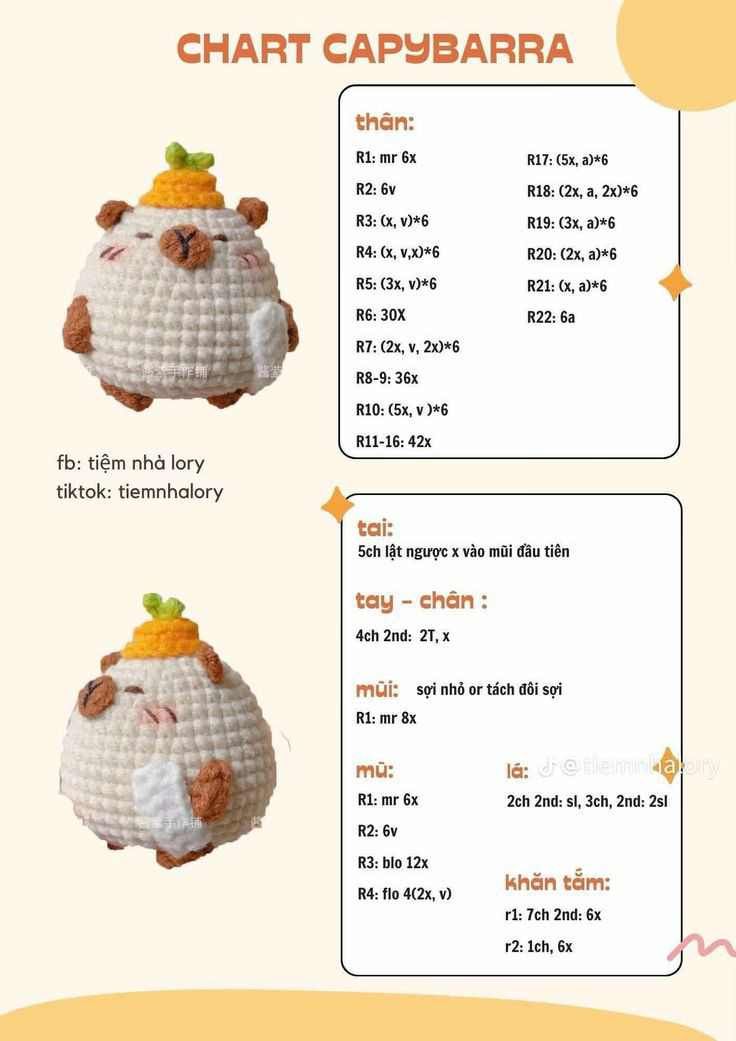 CHART CAPYBARRA
thân:
R1: mr 6x
R2: 6v
R3: (x, v)*6
R4: (x, v,x)*6
R5: (3x, v)*6
R6: 30X
R7: (2x, v, 2x)*6
R8-9: 36x
R10: (5x, v )*6
R11-16: 42x
R17: (5x, a)*6
R18: (2x, a, 2x)*6
R19: (3x, a)*6
R20: (2x, a)*6
R21: (x, a)*6
R22: 6a
fb: tiệm nhà lory
tiktok: tiemnhalory
tai:
5ch lật ngược x vào mũi đầu tiên
tay - chân :
4ch 2nd: 2T, x
mũi: sợi nhỏ or tách đôi sợi
R1: mr 8x
mũ:
R1: mr 6x
R2: 6v
R3: blo 12x
R4: flo 4(2x, v)
lá:
@tiemnhalory
2ch 2nd: sl, 3ch, 2nd: 2sl
khăn tắm:
r1: 7ch 2nd: 6x
r2: 1ch, 6x